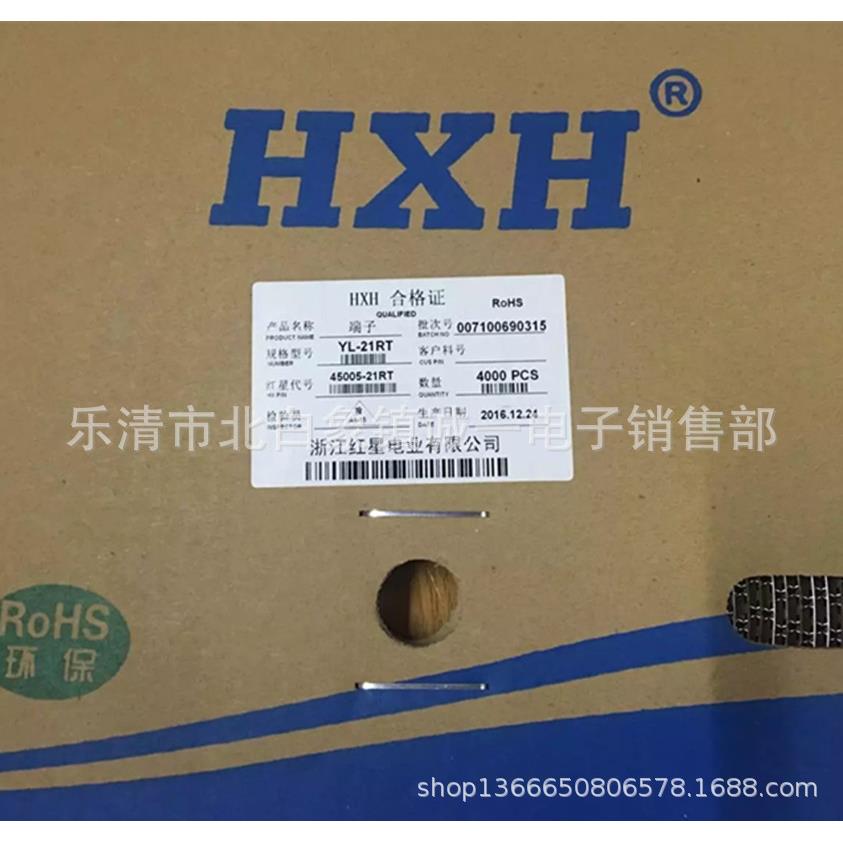 HXH®
HXH 合格证 RoHS
QUALIFIED
产品名称 端子 批次号 007100690315
PRODUCT NAME BATCH NO
规格型号 YL-21RT 客户料号
NUMBER CUS P/N
红星代号 45005-21RT 数量 4000 PCS
HX P/N QUANTITY
检验员 生产日期 2016.12.24
INSPECTOR DATE
乐清市北白象镇诚一电子销售部
浙江红星电业有限公司
RoHS
环保
shop1366650806578.1688.com